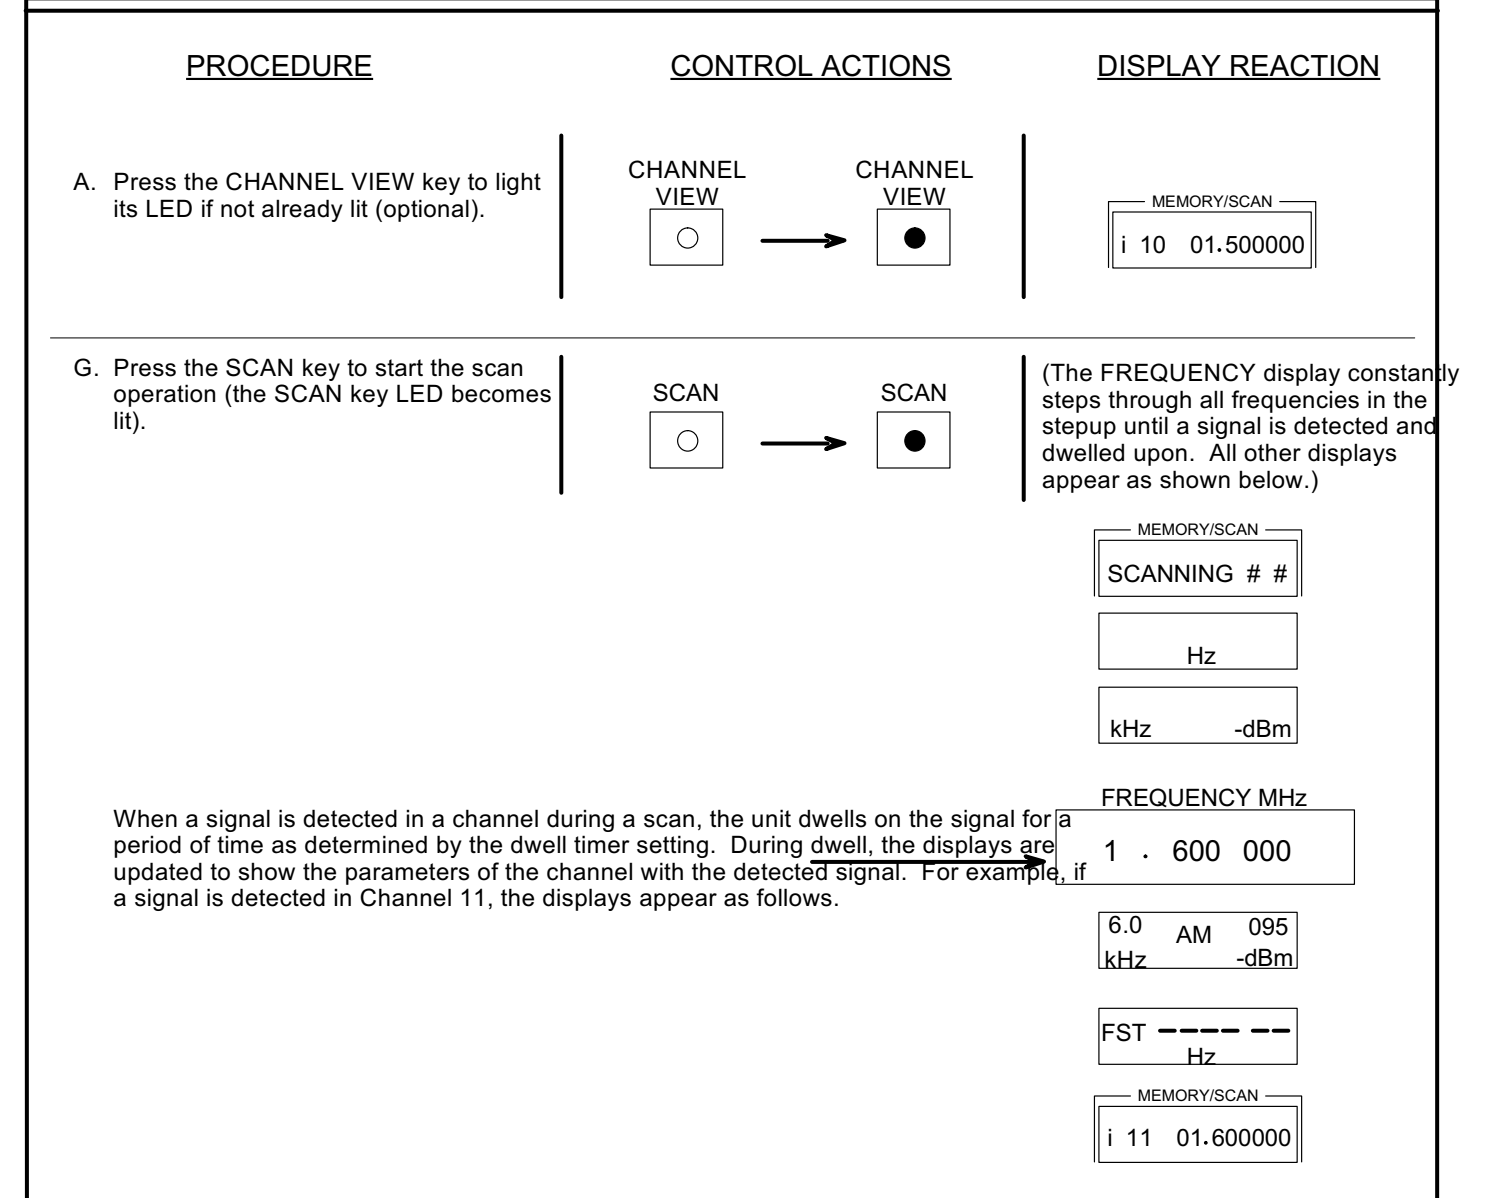 PROCEDURE
CONTROL ACTIONS
DISPLAY REACTION
A. Press the CHANNEL VIEW key to light
its LED if not already lit (optional).
CHANNEL
VIEW
CHANNEL
VIEW
MEMORY/SCAN
i 10 01.500000
G. Press the SCAN key to start the scan
operation (the SCAN key LED becomes
lit).
SCAN
SCAN
(The FREQUENCY display constantly
steps through all frequencies in the
stepup until a signal is detected and
dwelled upon. All other displays
appear as shown below.)
MEMORY/SCAN
SCANNING # #
Hz
kHz -dBm
When a signal is detected in a channel during a scan, the unit dwells on the signal for a
period of time as determined by the dwell timer setting. During dwell, the displays are
updated to show the parameters of the channel with the detected signal. For example, if
a signal is detected in Channel 11, the displays appear as follows.
FREQUENCY MHz
1 . 600 000
6.0 AM 095
kHz -dBm
FST ---- --
Hz
MEMORY/SCAN
i 11 01.600000